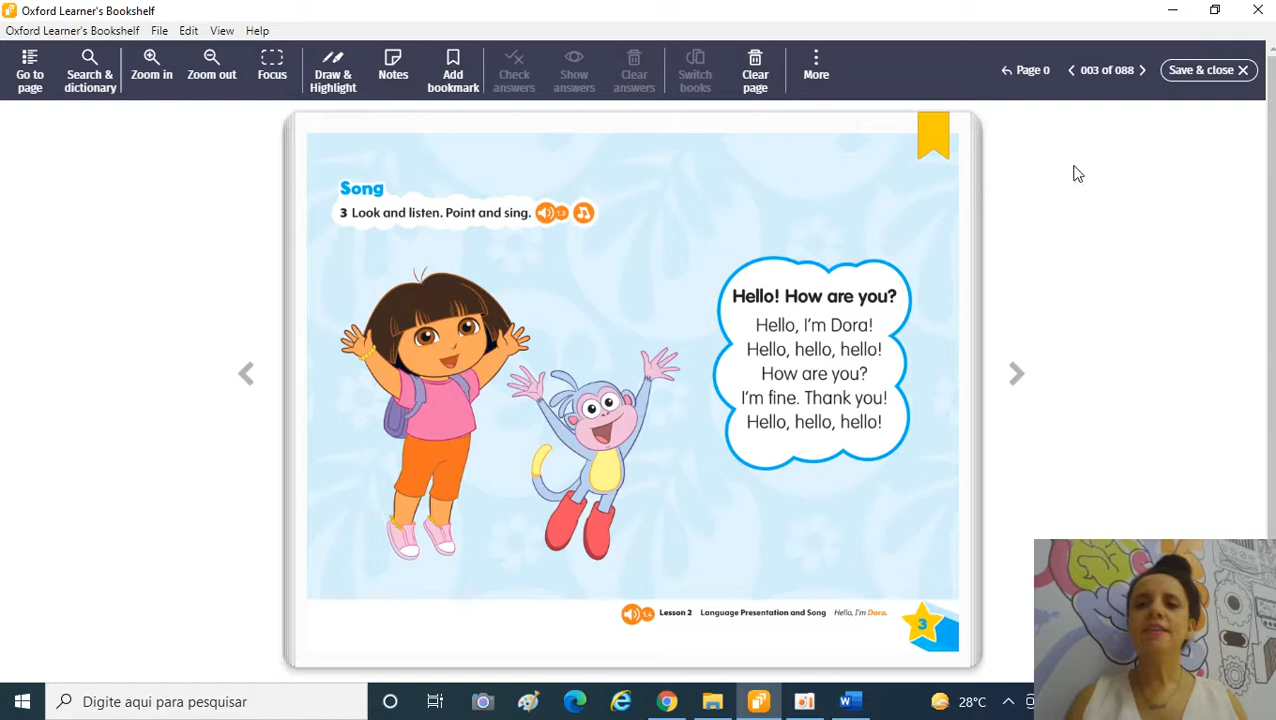 Oxford Learner's Bookshelf
Oxford Learner's Bookshelf File Edit View Help
Go to page
Search & dictionary
Zoom in
Zoom out
Focus
Draw & Highlight
Notes
Add bookmark
Check answers
Show answers
Clear answers
Switch books
Clear page
More
Page 0
003 of 088
Save & close
Song
3 Look and listen. Point and sing. 1.3
Hello! How are you?
Hello, I'm Dora!
Hello, hello, hello!
How are you?
I'm fine. Thank you!
Hello, hello, hello!
1.4 Lesson 2 Language Presentation and Song Hello, I'm Dora.
3
Digite aqui para pesquisar
28°C